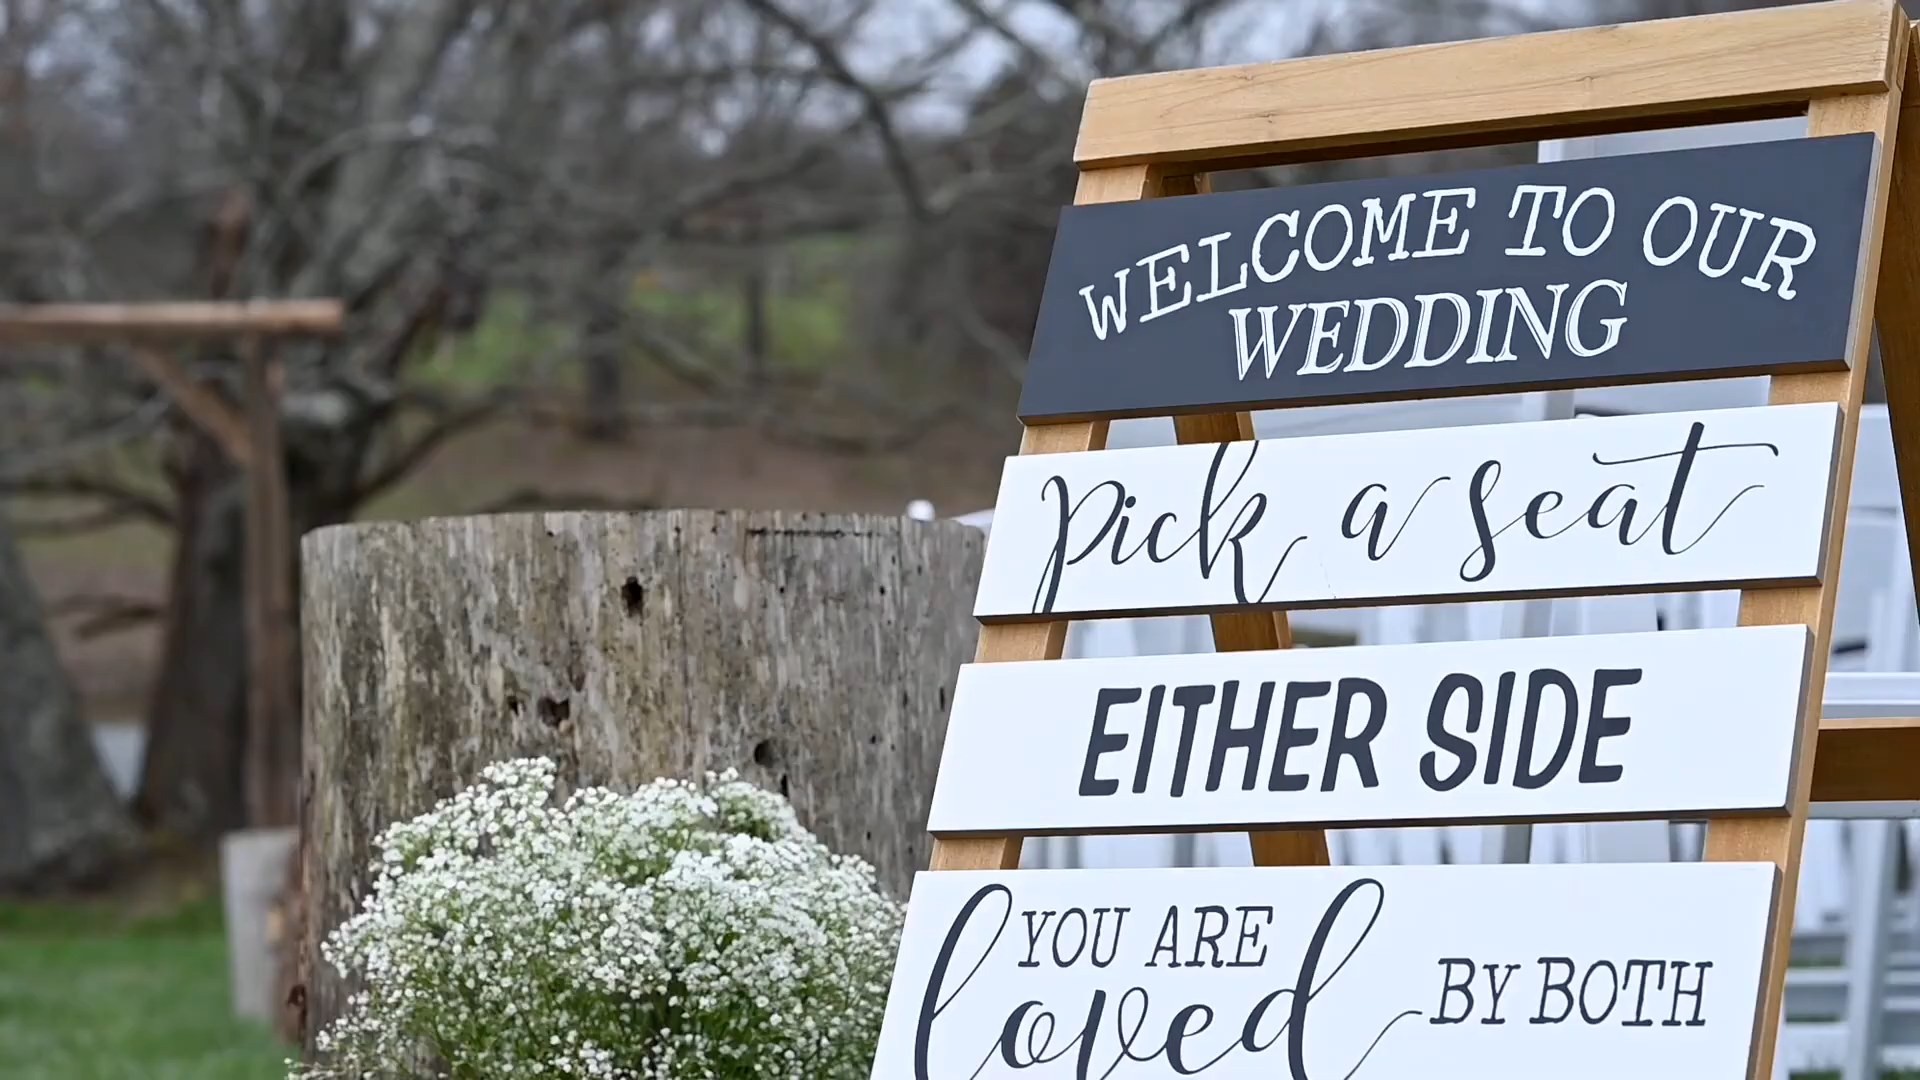 WELCOME TO OUR
WEDDING
Pick a seat
EITHER SIDE
YOU ARE
loved BY BOTH